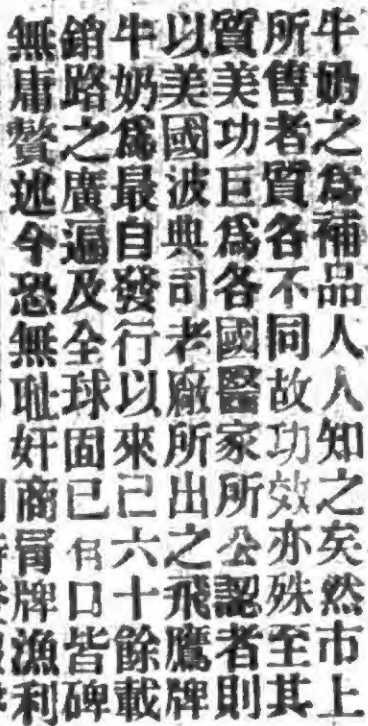 牛奶之爲補品人人知之矣然市上
所售者質各不同故功效亦殊至其
質美功巨爲各國醫家所公認者則
以美國波典司老廠所出之飛鷹牌
牛奶爲最自發行以來已六十餘載
銷路之廣遍及全球固已有口皆碑
無庸贅述今恐無耻奸商冒牌漁利